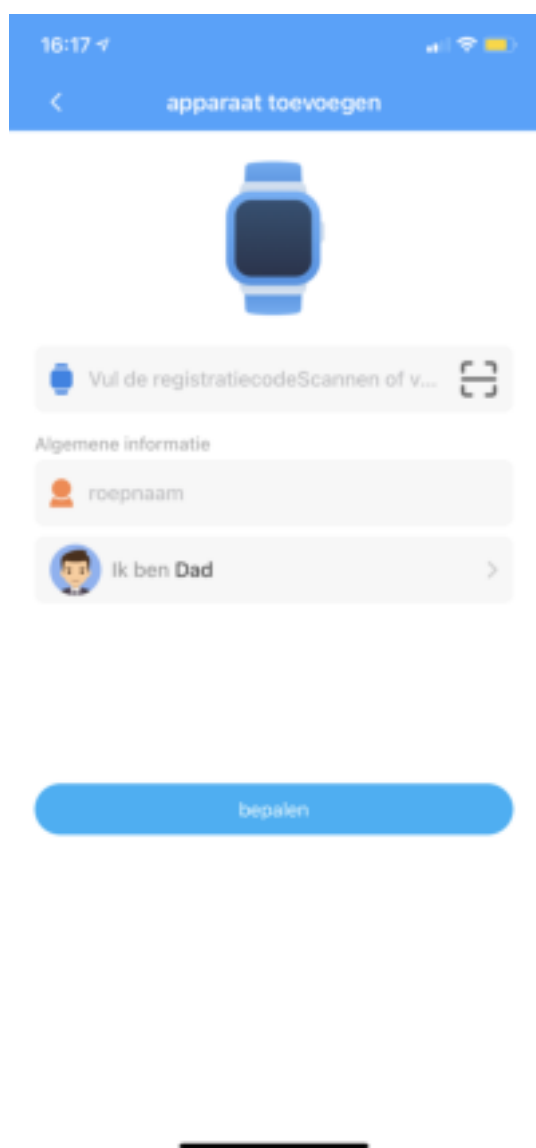 16:17
apparaat toevoegen
Vul de registratiecodeScannen of v...
Algemene informatie
roepnaam
Ik ben Dad
bepalen